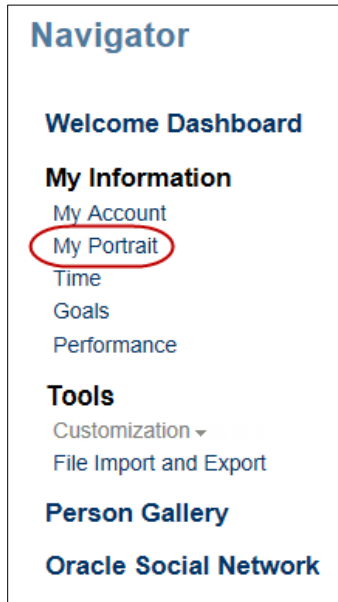 Navigator
Welcome Dashboard
My Information
My Account
My Portrait
Time
Goals
Performance
Tools
Customization
File Import and Export
Person Gallery
Oracle Social Network